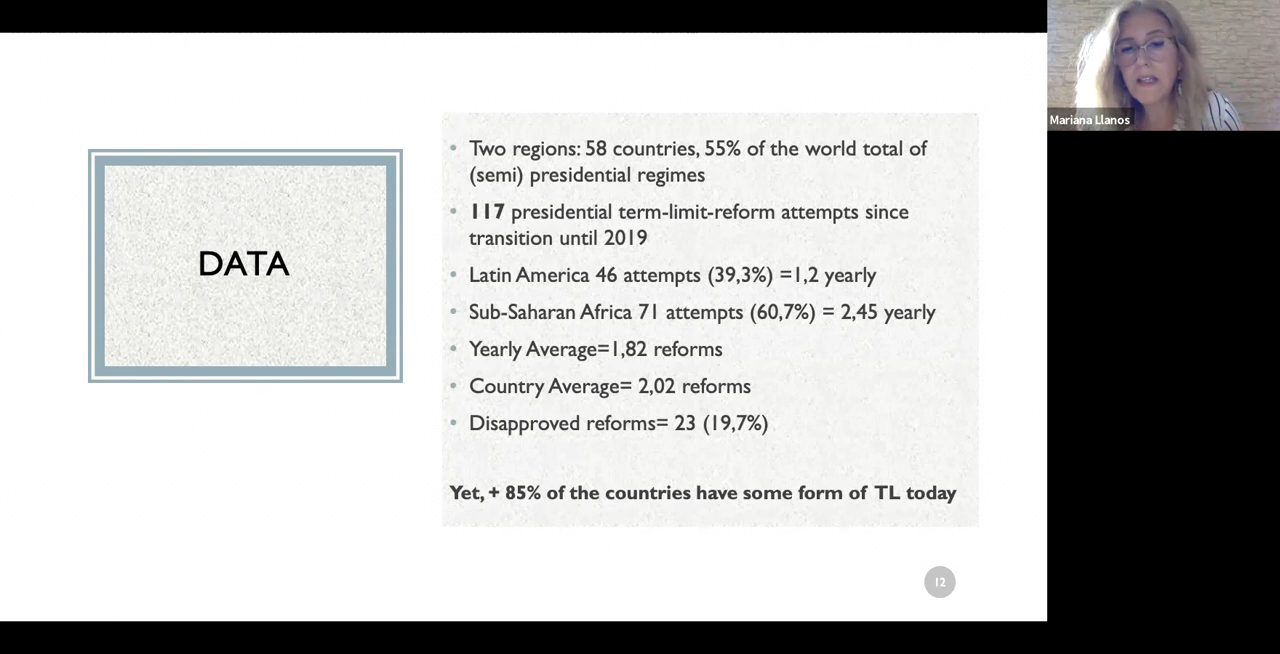 DATA
• Two regions: 58 countries, 55% of the world total of
(semi) presidential regimes
• 117 presidential term-limit-reform attempts since
transition until 2019
• Latin America 46 attempts (39,3%) =1,2 yearly
• Sub-Saharan Africa 71 attempts (60,7%) = 2,45 yearly
• Yearly Average=1,82 reforms
• Country Average= 2,02 reforms
• Disapproved reforms= 23 (19,7%)
Yet, + 85% of the countries have some form of TL today
12
Mariana Llanos